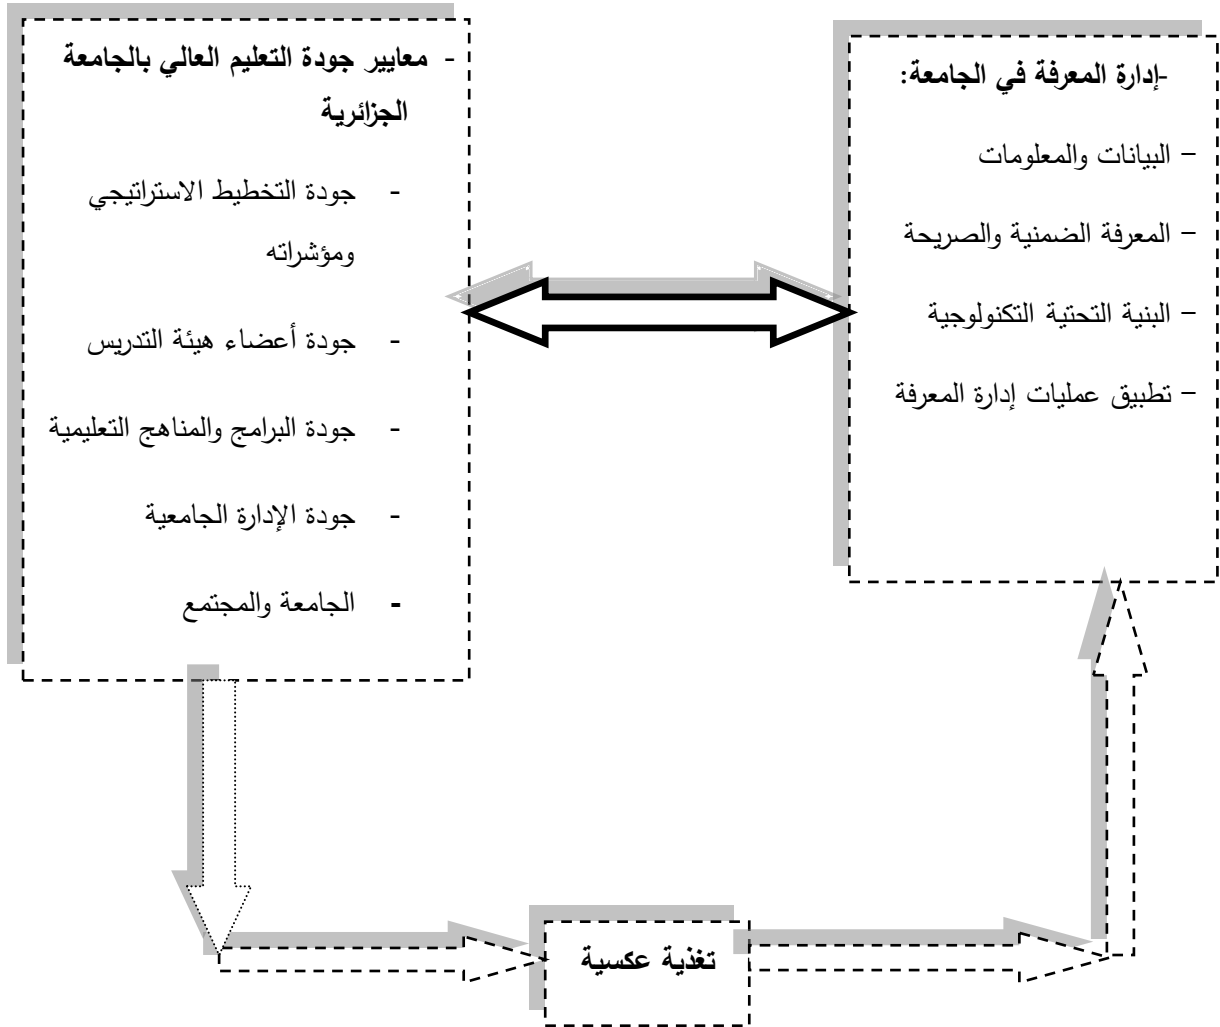 -إدارة المعرفة في الجامعة:
– البيانات والمعلومات
– المعرفة الضمنية والصريحة
– البنية التحتية التكنولوجية
– تطبيق عمليات إدارة المعرفة
- معايير جودة التعليم العالي بالجامعة
الجزائرية
- جودة التخطيط الاستراتيجي
ومؤشراته
- جودة أعضاء هيئة التدريس
- جودة البرامج والمناهج التعليمية
- جودة الإدارة الجامعية
- الجامعة والمجتمع
تغذية عكسية